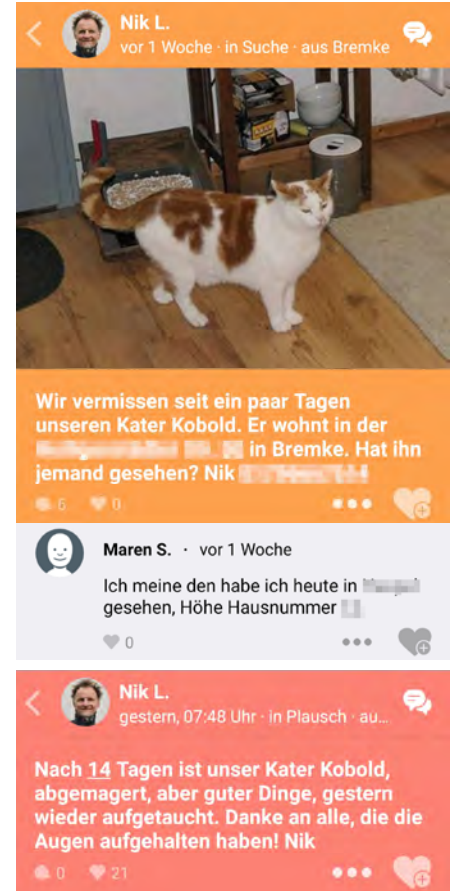 Nik L.
vor 1 Woche · in Suche · aus Bremke
Wir vermissen seit ein paar Tagen
unseren Kater Kobold. Er wohnt in der
in Bremke. Hat ihn
jemand gesehen? Nik
5 0
Maren S. · vor 1 Woche
Ich meine den habe ich heute in
gesehen, Höhe Hausnummer
0
Nik L.
gestern, 07:48 Uhr · in Plausch · au...
Nach 14 Tagen ist unser Kater Kobold,
abgemagert, aber guter Dinge, gestern
wieder aufgetaucht. Danke an alle, die die
Augen aufgehalten haben! Nik
0 21